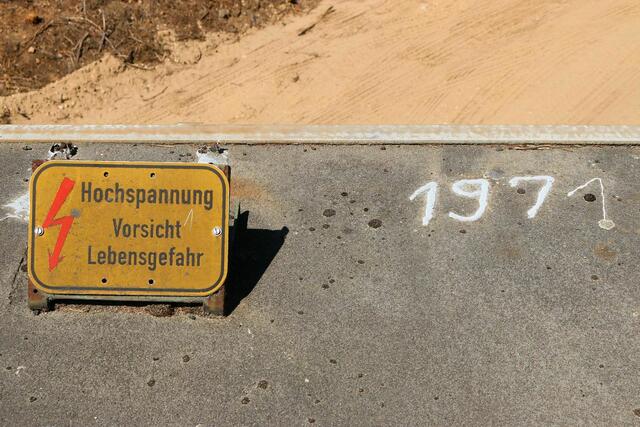 Hochspannung
Vorsicht
Lebensgefahr
1971